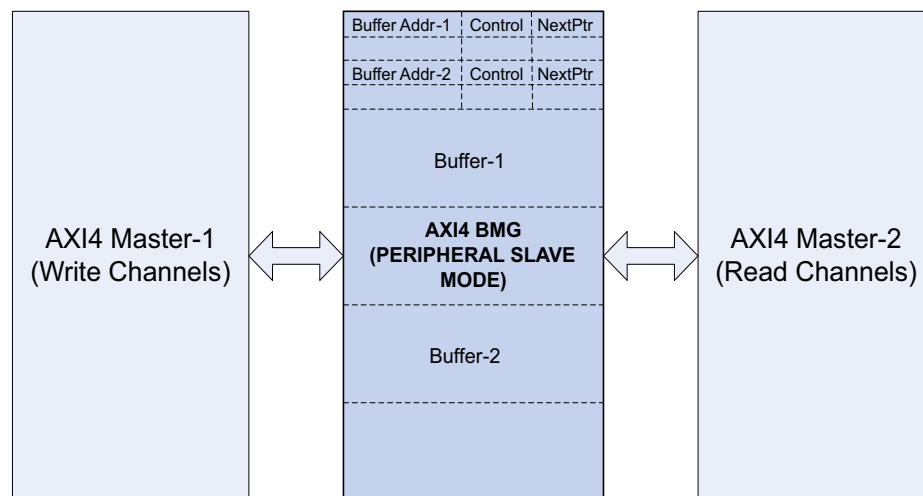 Buffer Addr-1 Control NextPtr
Buffer Addr-2 Control NextPtr
Buffer-1
AXI4 Master-1
(Write Channels)
AXI4 BMG
(PERIPHERAL SLAVE
MODE)
AXI4 Master-2
(Read Channels)
Buffer-2